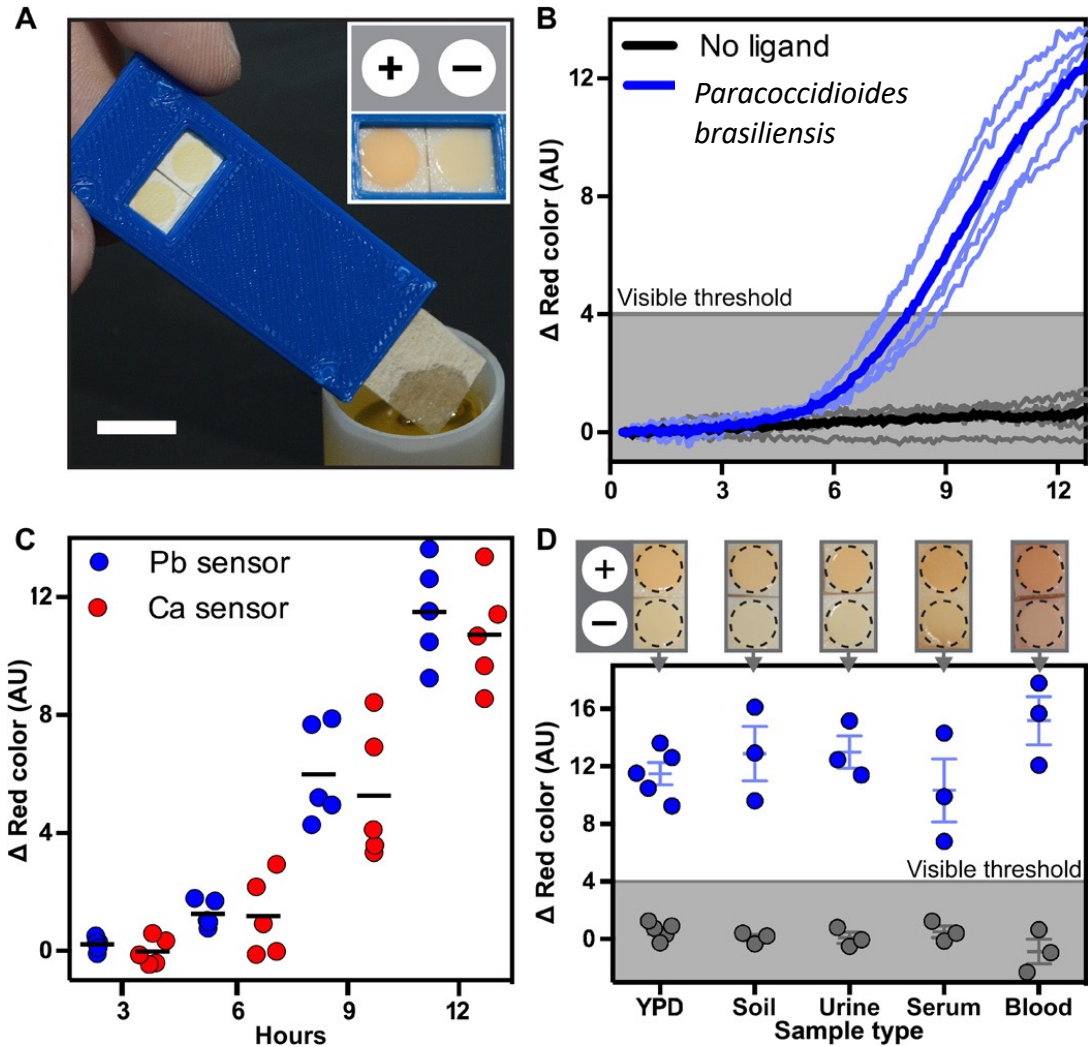 A
+ −
B
No ligand
Paracoccidioides
brasiliensis
Δ Red color (AU)
12
8
4
0
Visible threshold
0 3 6 9 12
C
Pb sensor
Ca sensor
Δ Red color (AU)
12
8
4
0
3 6 9 12
Hours
D
+
−
Δ Red color (AU)
16
12
8
4
0
Visible threshold
YPD Soil Urine Serum Blood
Sample type